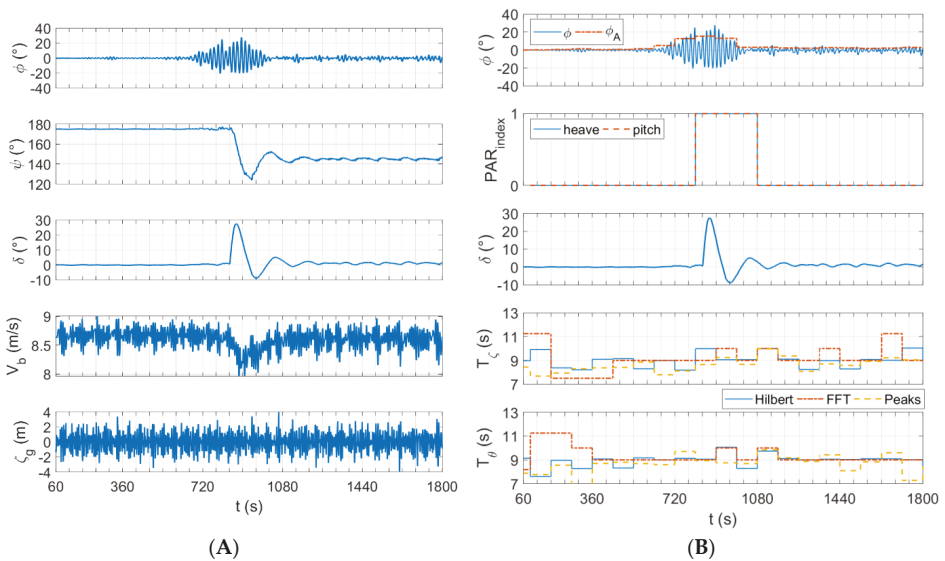 40
20
0
-20
-40
ϕ (°)
180
160
140
120
ψ (°)
30
20
10
0
-10
δ (°)
9
8.5
8
V_b (m/s)
4
2
0
-2
-4
ζ_g (m)
60 360 720 1080 1440 1800
t (s)
(A)
40
20
0
-20
-40
ϕ (°)
ϕ ϕ_A
1
0
PAR_index
heave pitch
30
20
10
0
-10
δ (°)
13
11
9
7
T_ζ (s)
Hilbert FFT Peaks
13
11
9
7
T_θ (s)
60 360 720 1080 1440 1800
t (s)
(B)